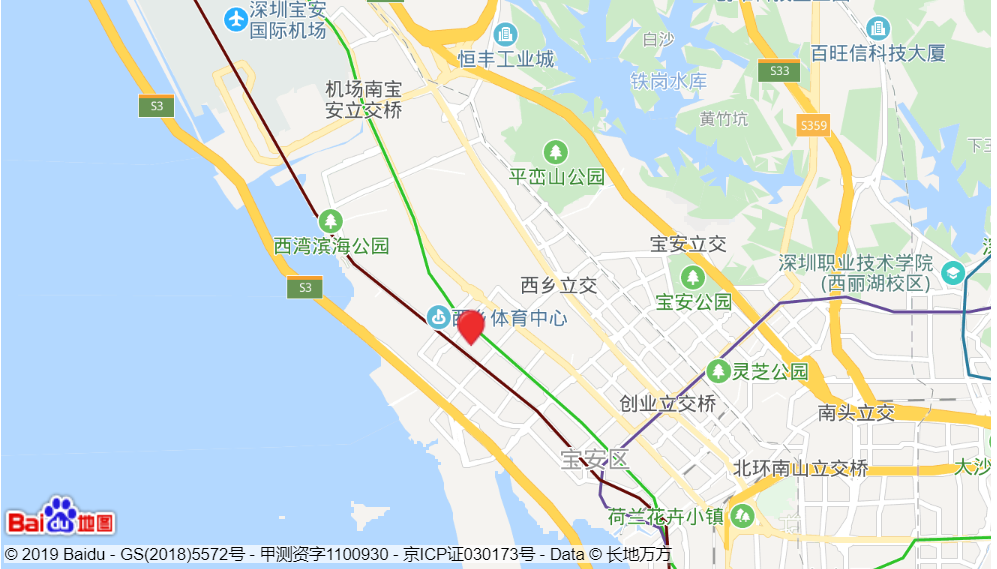 深圳宝安
国际机场
恒丰工业城
白沙
百旺信科技大厦
S33
铁岗水库
机场南宝
安立交桥
S3
黄竹坑
S359
平峦山公园
西湾滨海公园
宝安立交
深圳职业技术学院
(西丽湖校区)
S3
西乡立交
宝安公园
西乡体育中心
灵芝公园
创业立交桥
南头立交
宝安区
北环南山立交桥
大沙
荷兰花卉小镇
Bai du 地图
© 2019 Baidu - GS(2018)5572号 - 甲测资字1100930 - 京ICP证030173号 - Data © 长地万方